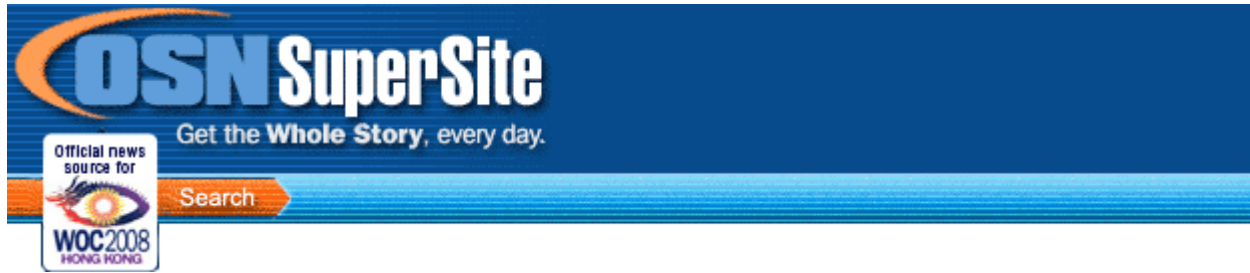 OSN SuperSite
Get the Whole Story, every day.
Official news
source for
WOC2008
HONG KONG
Search